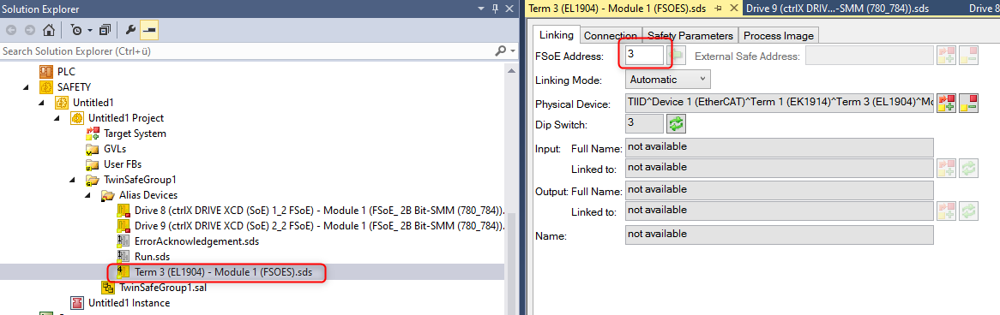 Solution Explorer
Search Solution Explorer (Ctrl+ü)
PLC
SAFETY
Untitled1
Untitled1 Project
Target System
GVLs
User FBs
TwinSafeGroup1
Alias Devices
Drive 8 (ctrlX DRIVE XCD (SoE) 1_2 FSoE) - Module 1 (FSoE_ 2B Bit-SMM (780_784)).
Drive 9 (ctrlX DRIVE XCD (SoE) 2_2 FSoE) - Module 1 (FSoE_ 2B Bit-SMM (780_784)).
ErrorAcknowledgement.sds
Run.sds
Term 3 (EL1904) - Module 1 (FSOES).sds
TwinSafeGroup1.sal
Untitled1 Instance
Term 3 (EL1904) - Module 1 (FSOES).sds Drive 9 (ctrlX DRIV...-SMM (780_784)).sds Drive 8
Linking Connection Safety Parameters Process Image
FSoE Address: 3 External Safe Address:
Linking Mode: Automatic
Physical Device: TIID^Device 1 (EtherCAT)^Term 1 (EK1914)^Term 3 (EL1904)^Mo
Dip Switch: 3
Input: Full Name: not available
Linked to: not available
Output: Full Name: not available
Linked to: not available
Name: not available